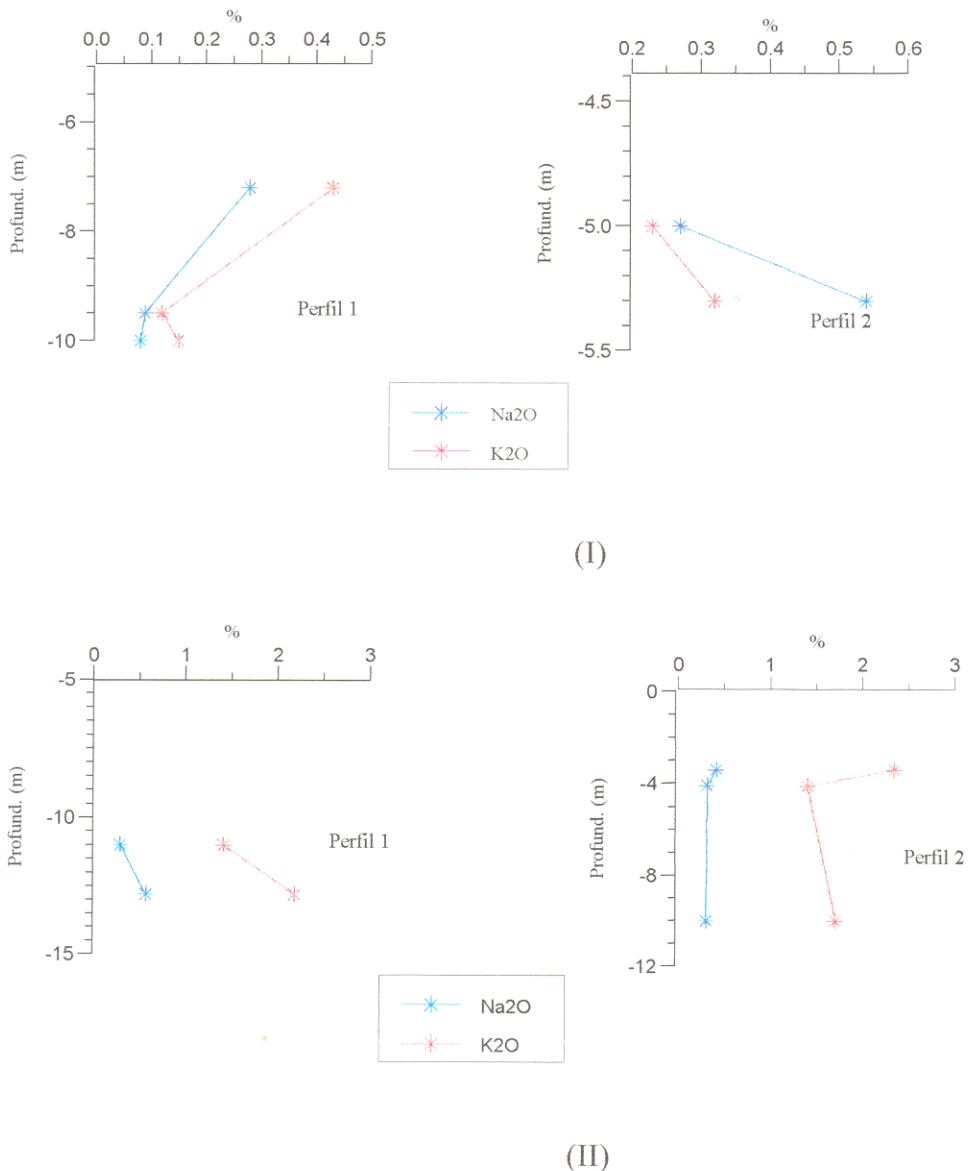 %
0.0 0.1 0.2 0.3 0.4 0.5
-6
-8
-10
Profund. (m)
Perfil 1
%
0.2 0.3 0.4 0.5 0.6
-4.5
-5.0
-5.5
Profund. (m)
Perfil 2
Na2O
K2O
(I)
%
0 1 2 3
-5
-10
-15
Profund. (m)
Perfil 1
%
0 1 2 3
0
-4
-8
-12
Profund. (m)
Perfil 2
Na2O
K2O
(II)